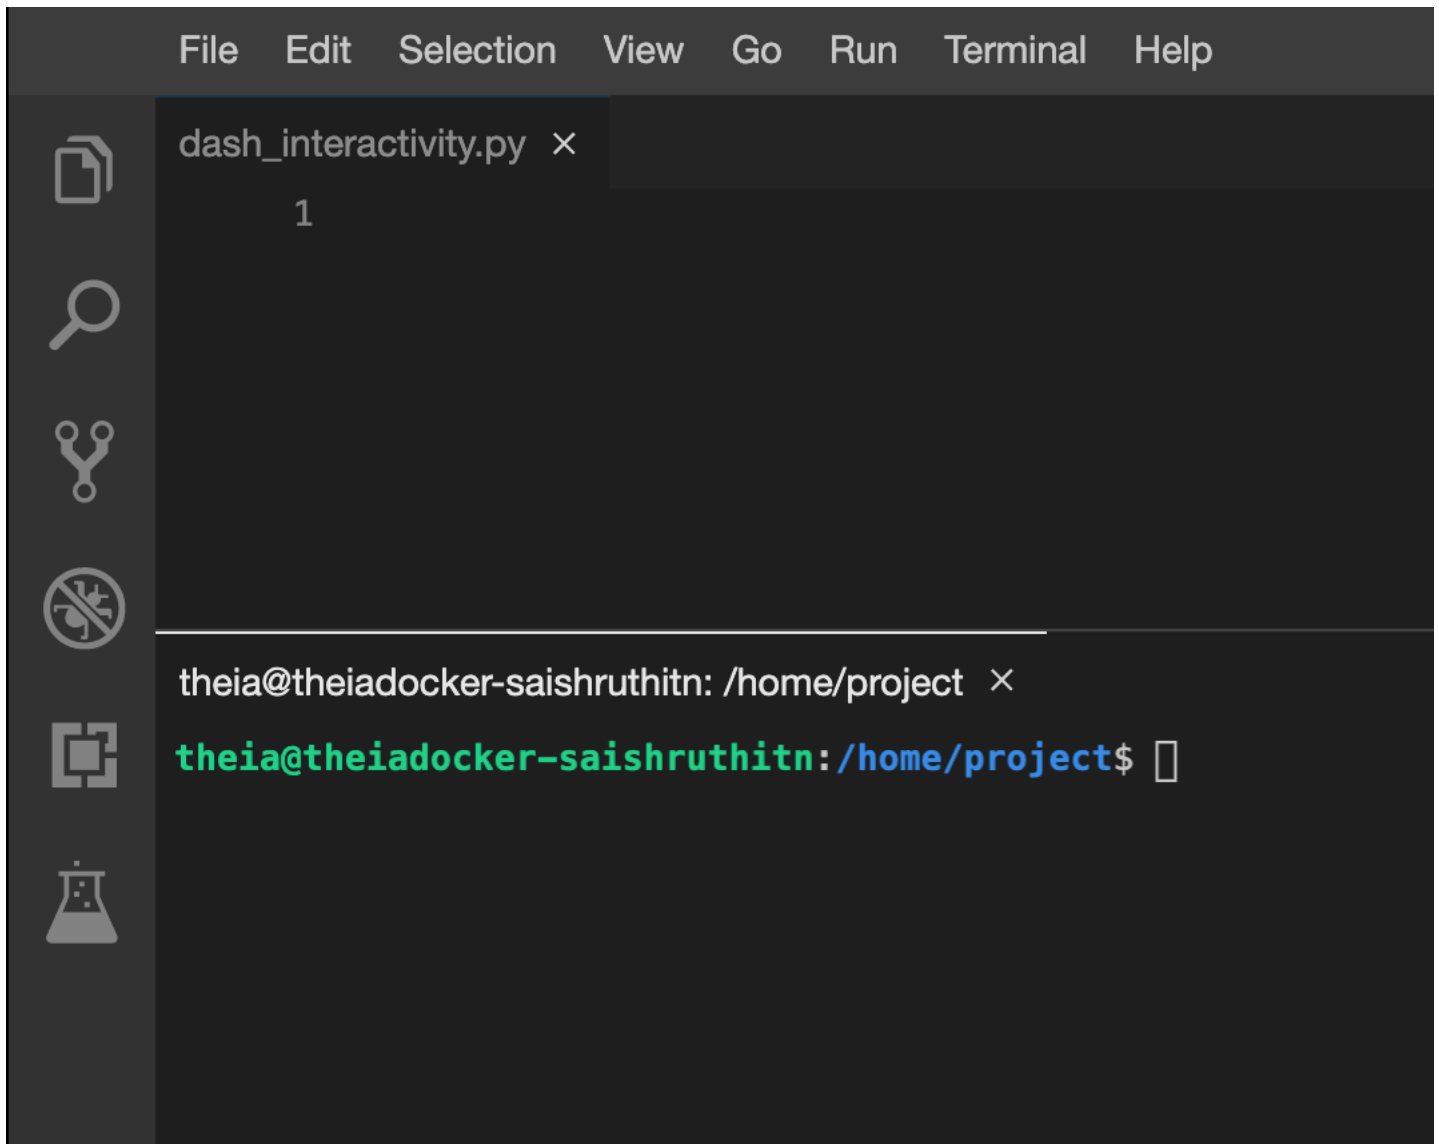 File Edit Selection View Go Run Terminal Help
dash_interactivity.py ×
1
theia@theiadocker-saishruthitn: /home/project ×
theia@theiadocker-saishruthitn:/home/project$